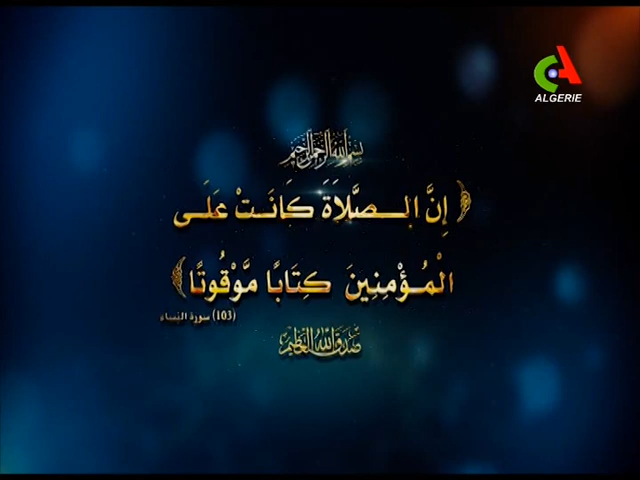 ALGERIE
بسم الله الرحمن الرحيم
﴿ إِنَّ الصَّلَاةَ كَانَتْ عَلَى
الْمُؤْمِنِينَ كِتَابًا مَّوْقُوتًا ﴾
(103) سورة النساء
صدق الله العظيم